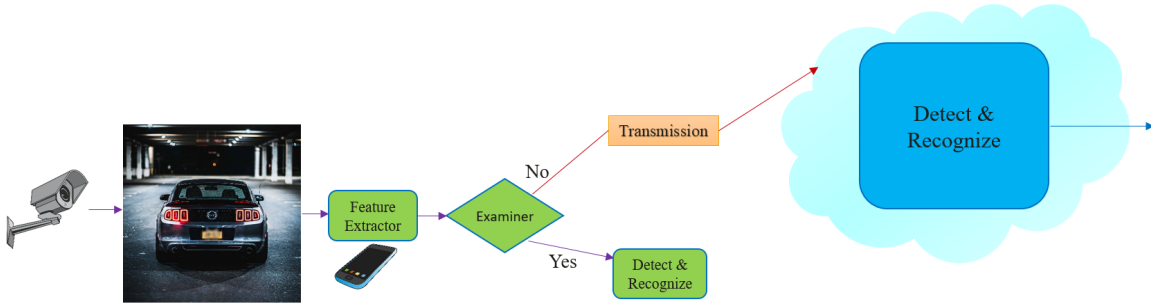 Feature
Extractor
Examiner
No
Yes
Transmission
Detect &
Recognize
Detect &
Recognize